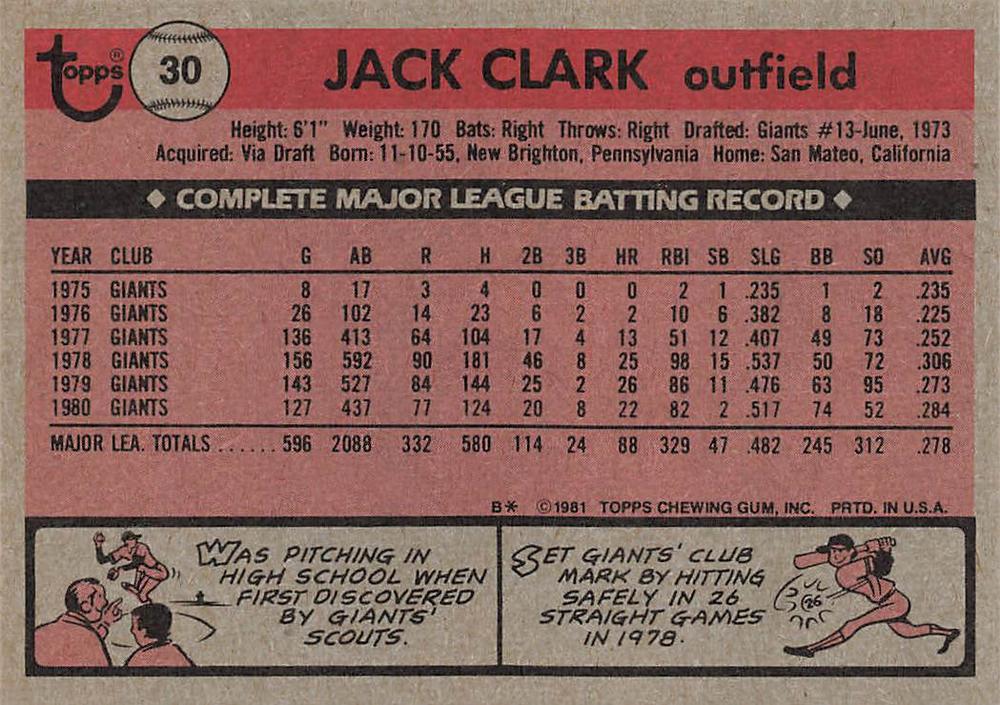 topps® 30 JACK CLARK outfield
Height: 6'1" Weight: 170 Bats: Right Throws: Right Drafted: Giants #13-June, 1973
Acquired: Via Draft Born: 11-10-55, New Brighton, Pennsylvania Home: San Mateo, California
◆ COMPLETE MAJOR LEAGUE BATTING RECORD ◆
YEAR CLUB G AB R H 2B 3B HR RBI SB SLG BB SO AVG
1975 GIANTS 8 17 3 4 0 0 0 2 1 .235 1 2 .235
1976 GIANTS 26 102 14 23 6 2 2 10 6 .382 8 18 .225
1977 GIANTS 136 413 64 104 17 4 13 51 12 .407 49 73 .252
1978 GIANTS 156 592 90 181 46 8 25 98 15 .537 50 72 .306
1979 GIANTS 143 527 84 144 25 2 26 86 11 .476 63 95 .273
1980 GIANTS 127 437 77 124 20 8 22 82 2 .517 74 52 .284
MAJOR LEA. TOTALS ...... 596 2088 332 580 114 24 88 329 47 .482 245 312 .278
B* ©1981 TOPPS CHEWING GUM, INC. PRTD. IN U.S.A.
WAS PITCHING IN
HIGH SCHOOL WHEN
FIRST DISCOVERED
BY GIANTS'
SCOUTS.
SET GIANTS' CLUB
MARK BY HITTING
SAFELY IN 26
STRAIGHT GAMES
IN 1978.
26